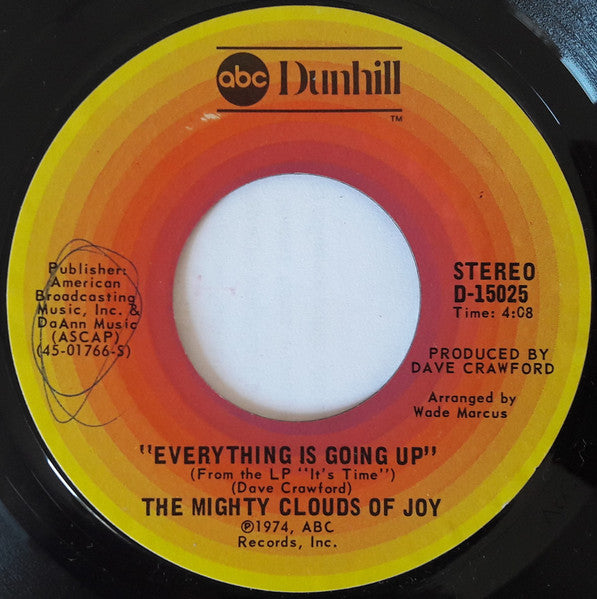 abc Dunhill
TM
Publisher:
American
Broadcasting
Music, Inc. &
DaAnn Music
(ASCAP)
(45-01766-S)
STEREO
D-15025
Time: 4:08
PRODUCED BY
DAVE CRAWFORD
Arranged by
Wade Marcus
"EVERYTHING IS GOING UP"
(From the LP "It's Time")
(Dave Crawford)
THE MIGHTY CLOUDS OF JOY
℗1974, ABC
Records, Inc.